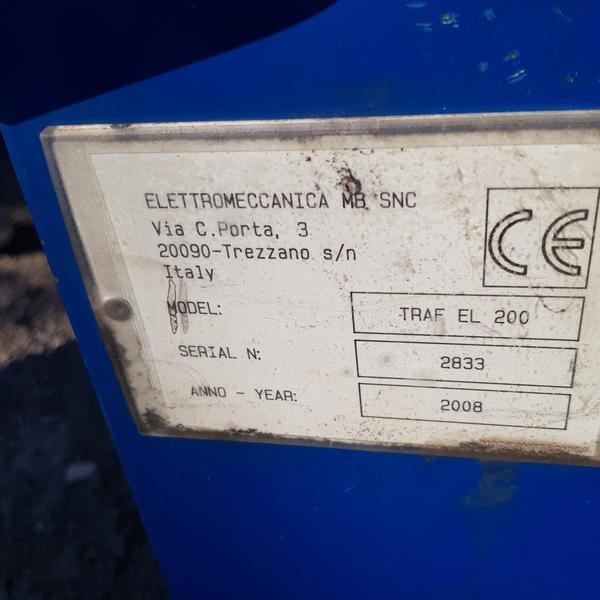 ELETTROMECCANICA MB SNC
Via C.Porta, 3
20090-Trezzano s/n
Italy
CE
MODEL: TRAF EL 200
SERIAL N: 2833
ANNO - YEAR: 2008